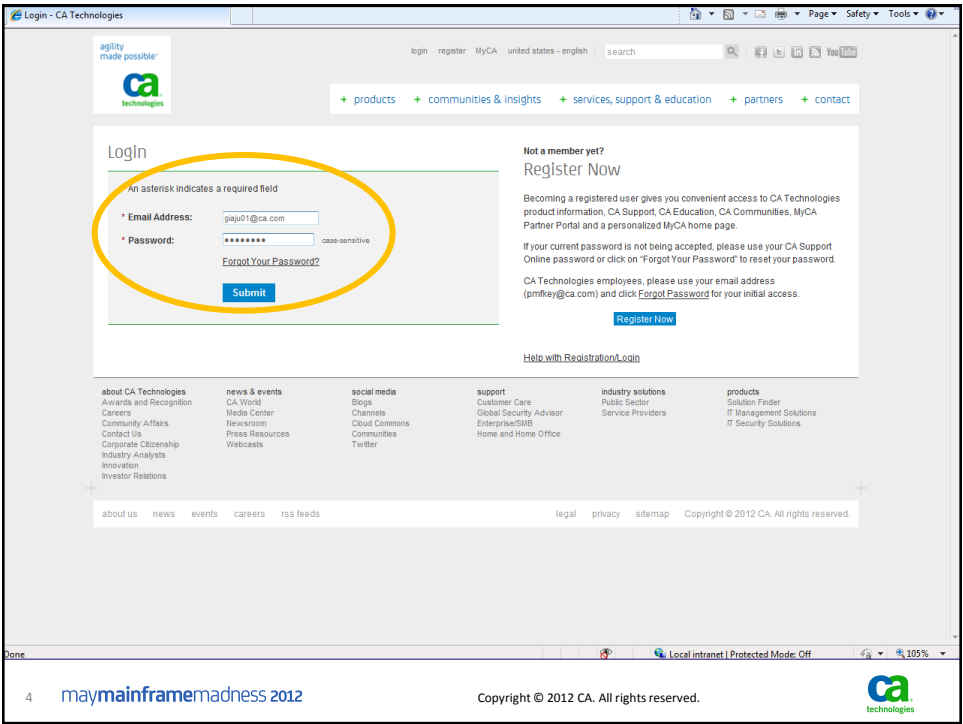 Login - CA Technologies
Page Safety Tools
agility
made possible™
ca
technologies
login register MyCA united states - english search You Tube
+ products + communities & insights + services, support & education + partners + contact
Login
An asterisk indicates a required field
* Email Address: giaju01@ca.com
* Password: •••••••• case-sensitive
Forgot Your Password?
Submit
Not a member yet?
Register Now
Becoming a registered user gives you convenient access to CA Technologies
product information, CA Support, CA Education, CA Communities, MyCA
Partner Portal and a personalized MyCA home page.
If your current password is not being accepted, please use your CA Support
Online password or click on "Forgot Your Password" to reset your password.
CA Technologies employees, please use your email address
(pmfkey@ca.com) and click Forgot Password for your initial access.
Register Now
Help with Registration/Login
about CA Technologies
Awards and Recognition
Careers
Community Affairs
Contact Us
Corporate Citizenship
Industry Analysts
Innovation
Investor Relations
news & events
CA World
Media Center
Newsroom
Press Resources
Webcasts
social media
Blogs
Channels
Cloud Commons
Communities
Twitter
support
Customer Care
Global Security Advisor
Enterprise/SMB
Home and Home Office
industry solutions
Public Sector
Service Providers
products
Solution Finder
IT Management Solutions
IT Security Solutions
about us news events careers rss feeds
legal privacy sitemap Copyright © 2012 CA. All rights reserved.
Done
Local intranet | Protected Mode: Off 105%
4 maymainframemadness 2012 Copyright © 2012 CA. All rights reserved.
ca
technologies